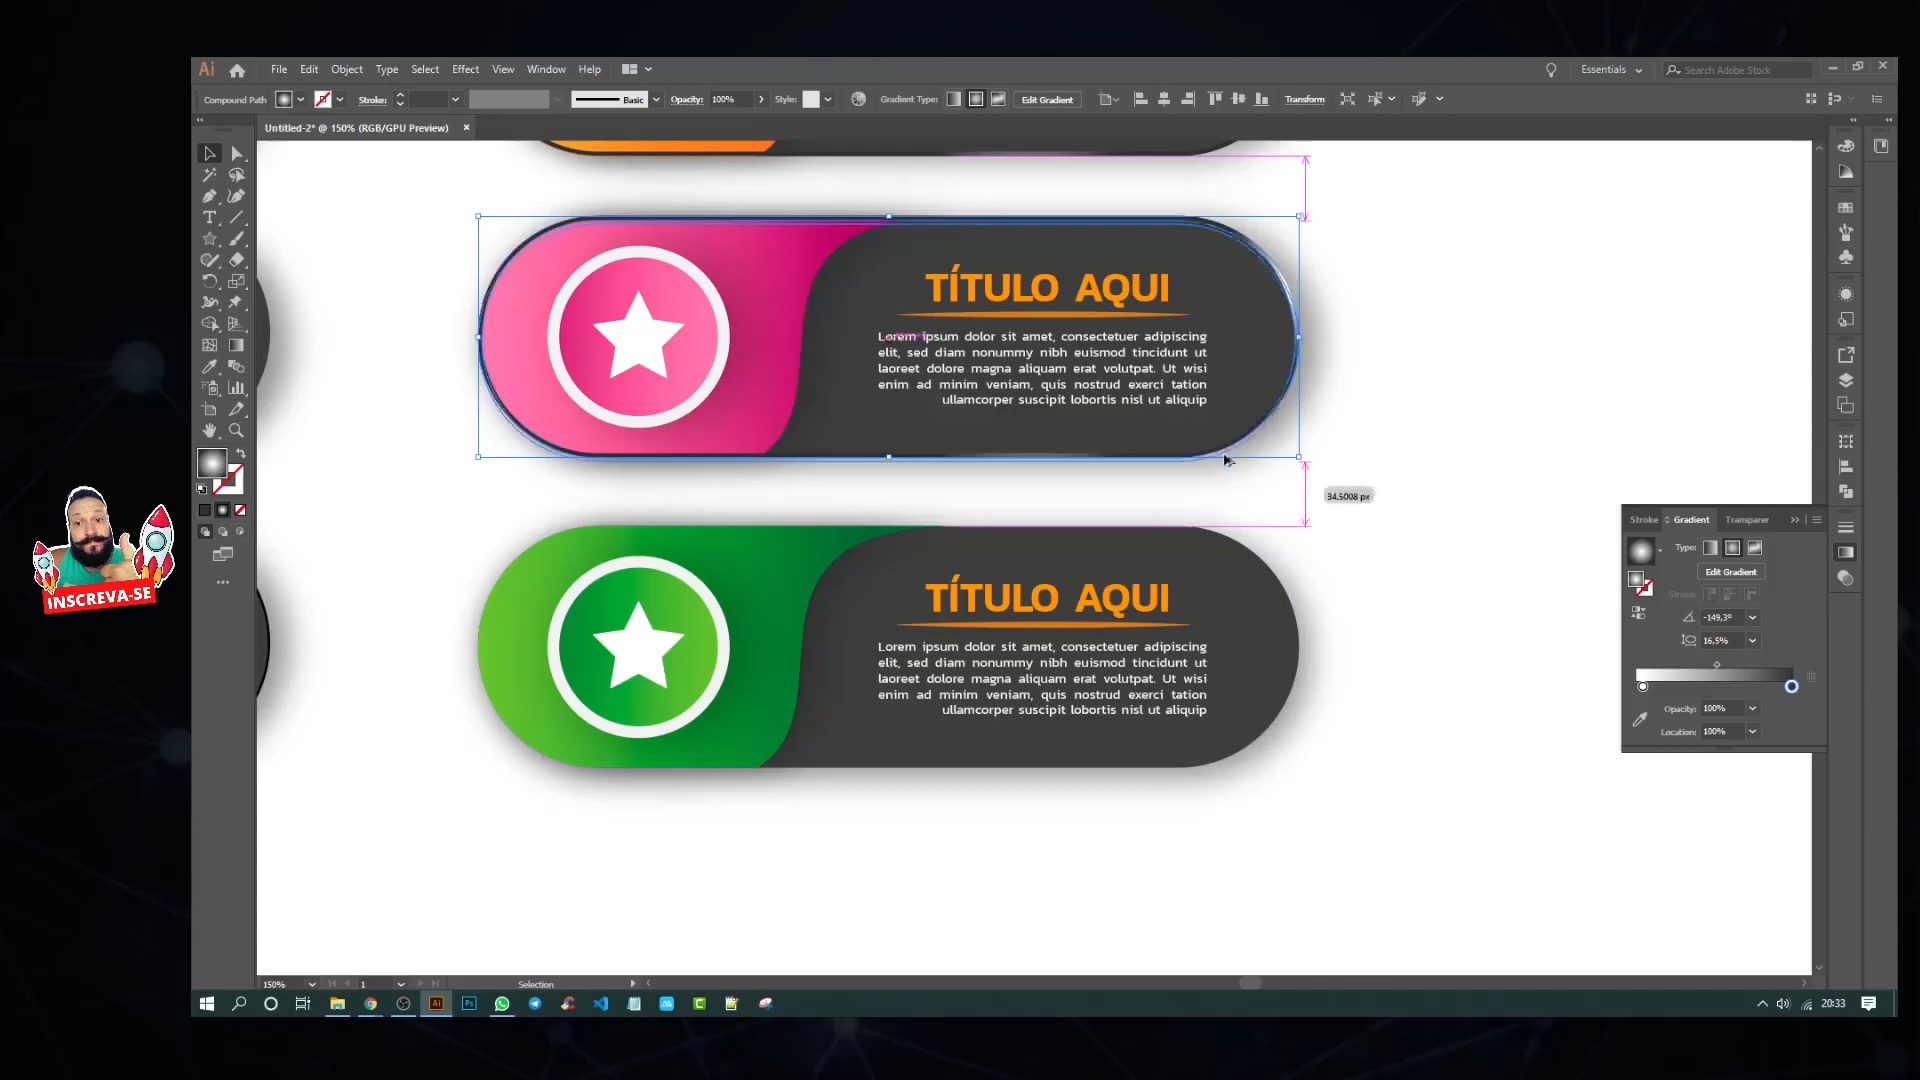 Ai File Edit Object Type Select Effect View Window Help Essentials Search Adobe Stock
Compound Path Stroke: Basic Opacity: 100% Style: Gradient Type: Edit Gradient Transform
Untitled-2* @ 150% (RGB/GPU Preview)
TÍTULO AQUI
Lorem ipsum dolor sit amet, consectetuer adipiscing
elit, sed diam nonummy nibh euismod tincidunt ut
laoreet dolore magna aliquam erat volutpat. Ut wisi
enim ad minim veniam, quis nostrud exerci tation
ullamcorper suscipit lobortis nisl ut aliquip
34,5008 px
TÍTULO AQUI
Lorem ipsum dolor sit amet, consectetuer adipiscing
elit, sed diam nonummy nibh euismod tincidunt ut
laoreet dolore magna aliquam erat volutpat. Ut wisi
enim ad minim veniam, quis nostrud exerci tation
ullamcorper suscipit lobortis nisl ut aliquip
INSCREVA-SE
Stroke Gradient Transparer
Type:
Edit Gradient
Stroke:
-149,3°
16,5%
Opacity: 100%
Location: 100%
150% 1 Selection
Ai Ps C 20:33